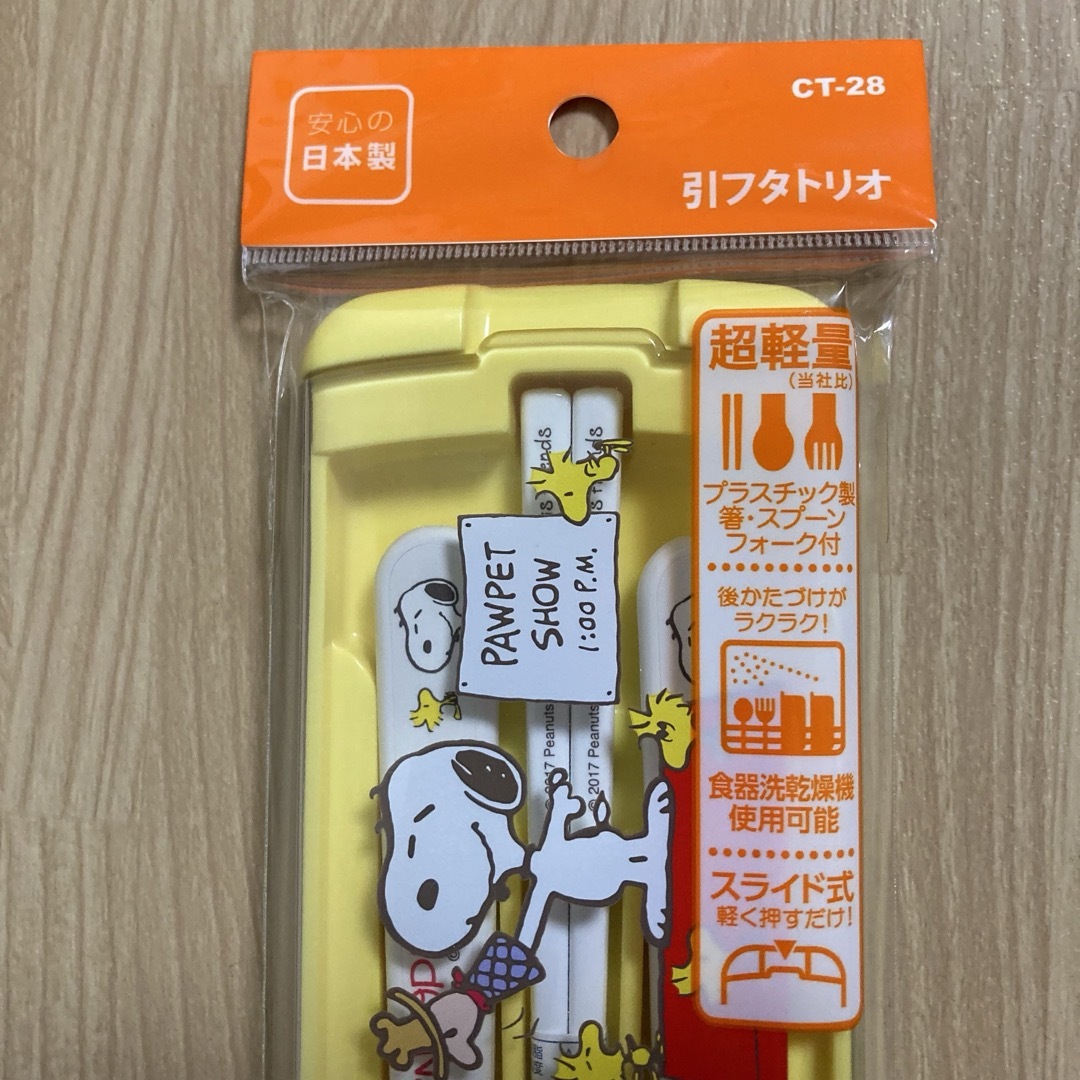 安心の
日本製
CT-28
引フタトリオ
超軽量
(当社比)
プラスチック製
箸・スプーン
フォーク付
後かたづけが
ラクラク!
食器洗乾燥機
使用可能
スライド式
軽く押すだけ!
PAWPET
SHOW
1:00 P.M.
© 2017 Peanuts
© 2017 Peanuts